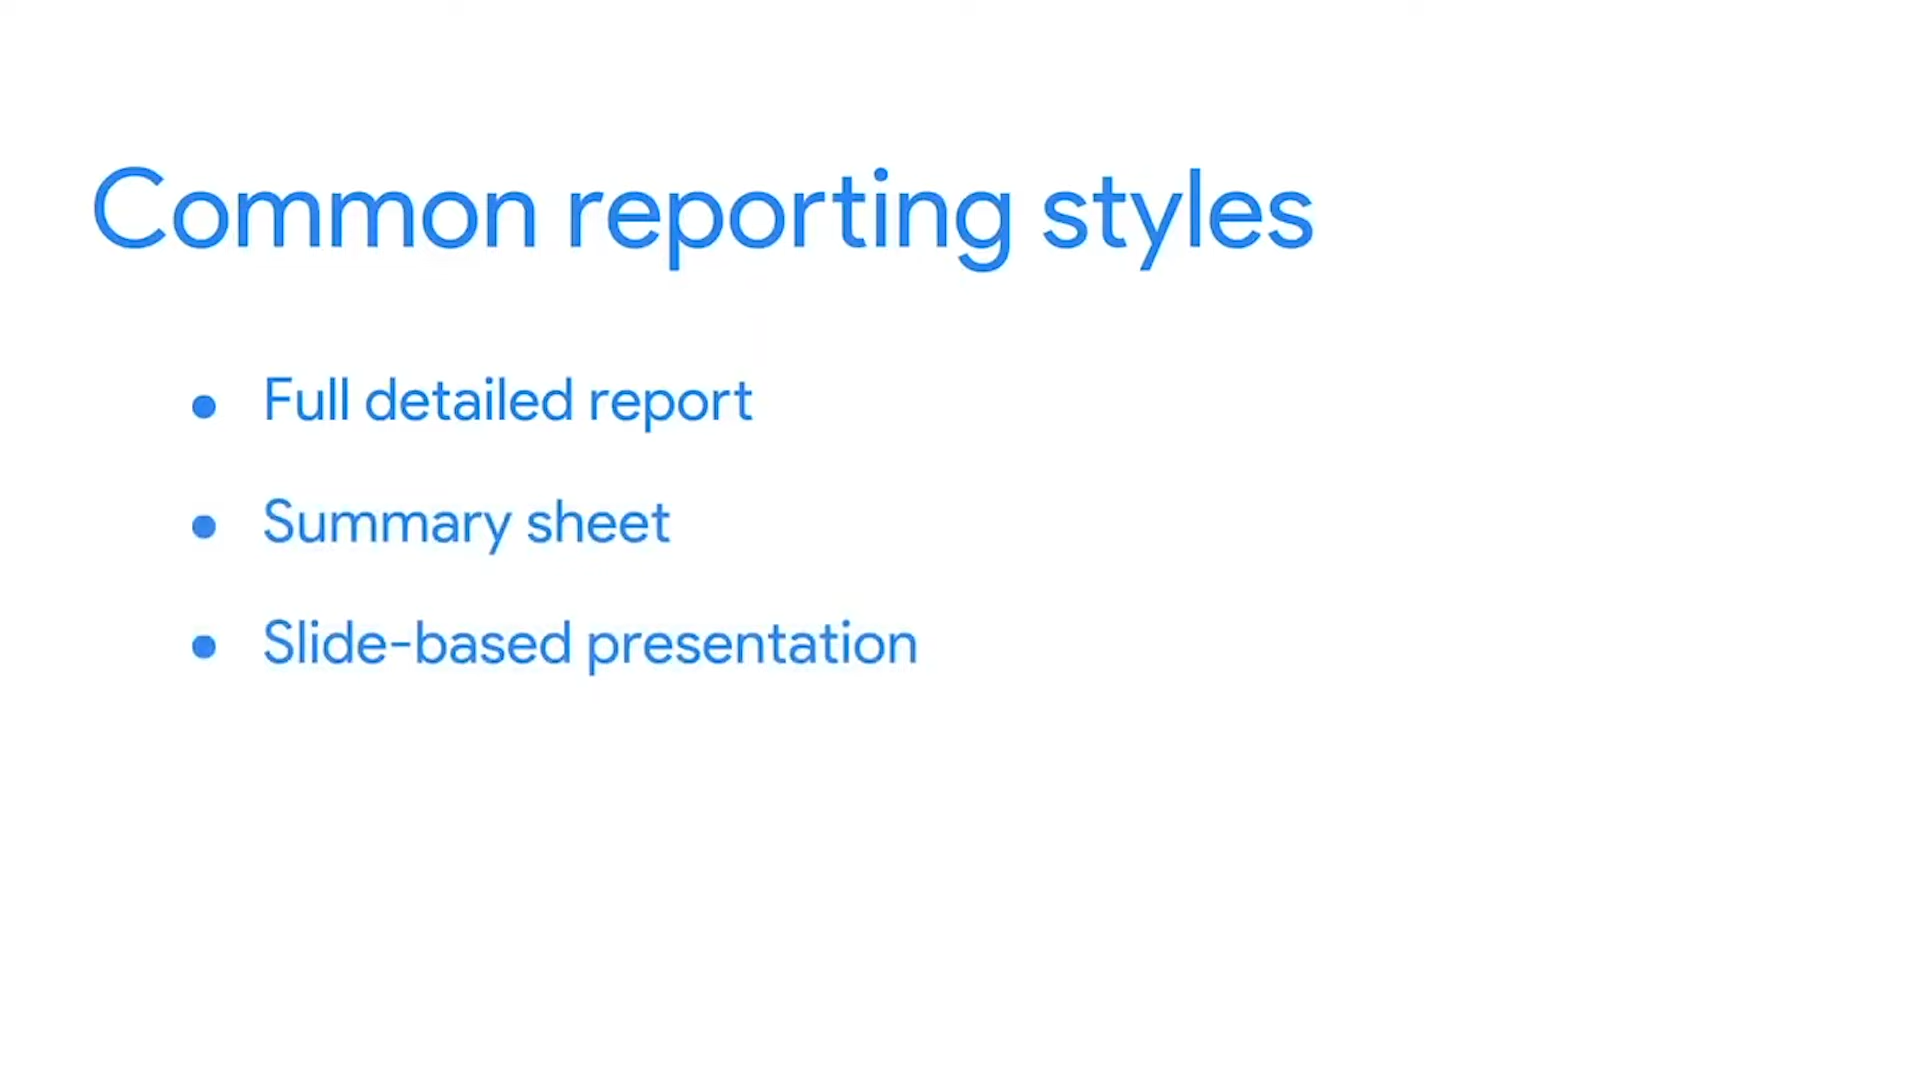 Common reporting styles
• Full detailed report
• Summary sheet
• Slide-based presentation